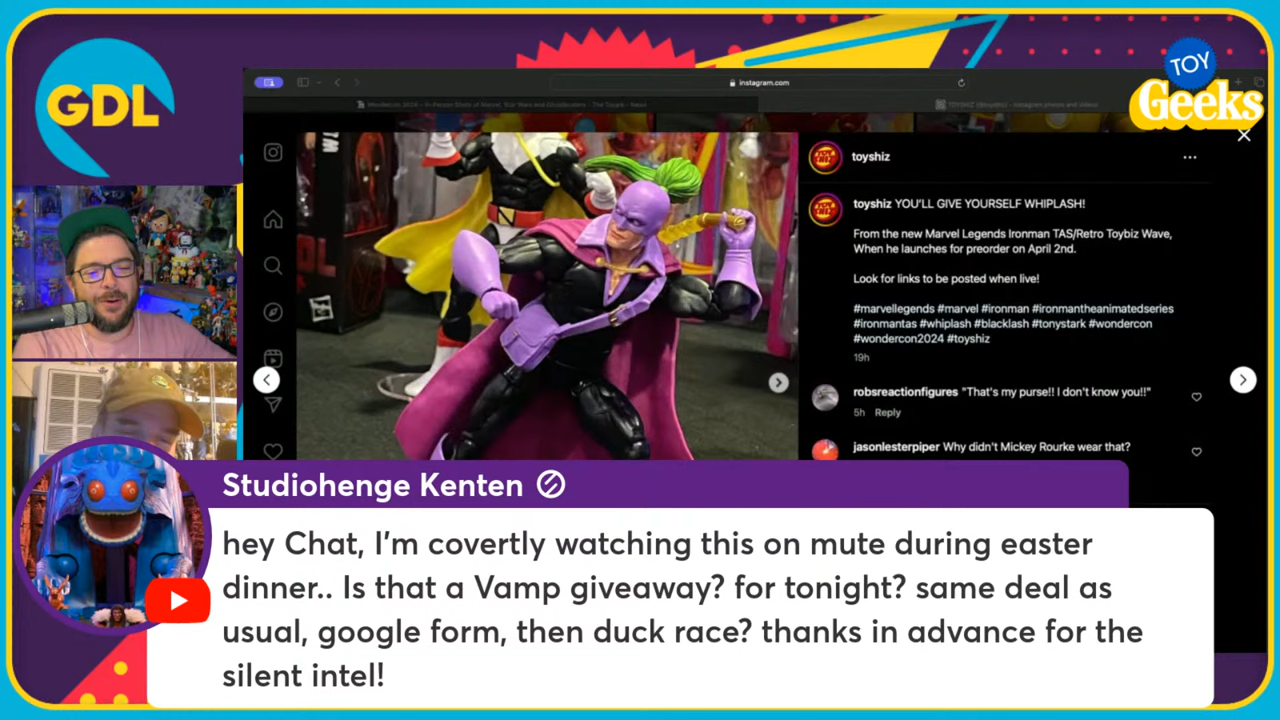 GDL
TOY
Geeks
instagram.com
toyshiz
toyshiz YOU'LL GIVE YOURSELF WHIPLASH!
From the new Marvel Legends Ironman TAS/Retro Toybiz Wave,
When he launches for preorder on April 2nd.
Look for links to be posted when live!
#marvellegends #marvel #ironman #ironmantheanimatedseries
#ironmantas #whiplash #blacklash #tonystark #wondercon
#wondercon2024 #toyshiz
19h
robsreactionfigures "That's my purse!! I don't know you!!"
5h Reply
jasonlesterpiper Why didn't Mickey Rourke wear that?
Studiohenge Kenten
hey Chat, I'm covertly watching this on mute during easter
dinner.. Is that a Vamp giveaway? for tonight? same deal as
usual, google form, then duck race? thanks in advance for the
silent intel!